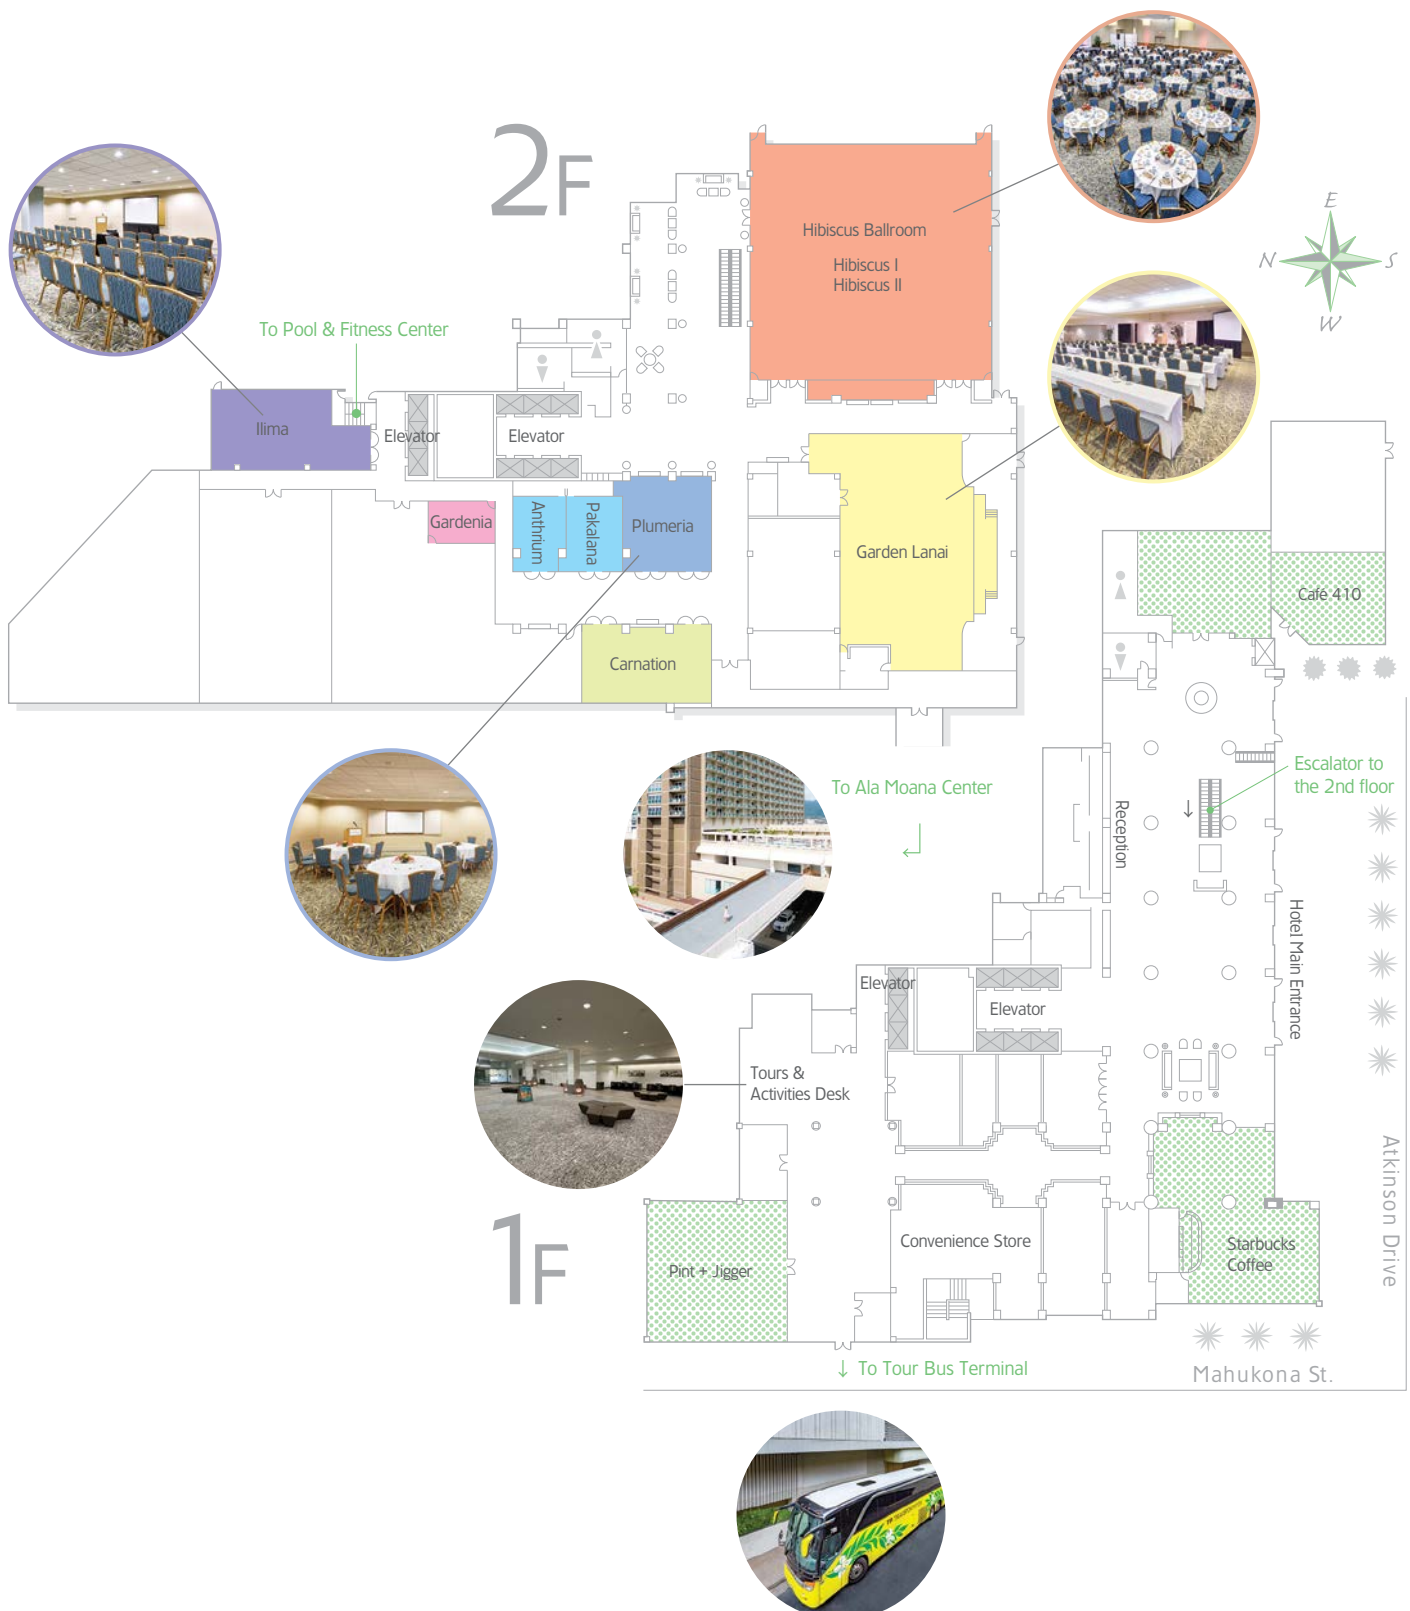 2F
Hibiscus Ballroom
Hibiscus I
Hibiscus II
E
N
S
W
To Pool & Fitness Center
Ilima
Elevator
Elevator
Gardenia
Anthrium
Pakalana
Plumeria
Garden Lanai
Carnation
Café 410
To Ala Moana Center
Escalator to
the 2nd floor
Reception
Hotel Main Entrance
Elevator
Elevator
Tours &
Activities Desk
1F
Pint + Jigger
Convenience Store
Starbucks
Coffee
Atkinson Drive
↓ To Tour Bus Terminal
Mahukona St.